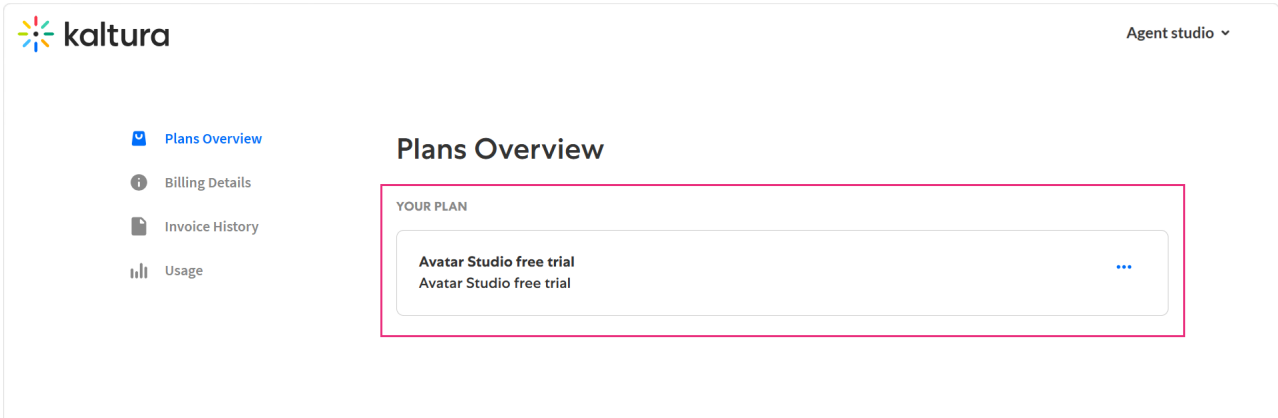 kaltura
Agent studio
Plans Overview
Billing Details
Invoice History
Usage
Plans Overview
YOUR PLAN
Avatar Studio free trial
Avatar Studio free trial